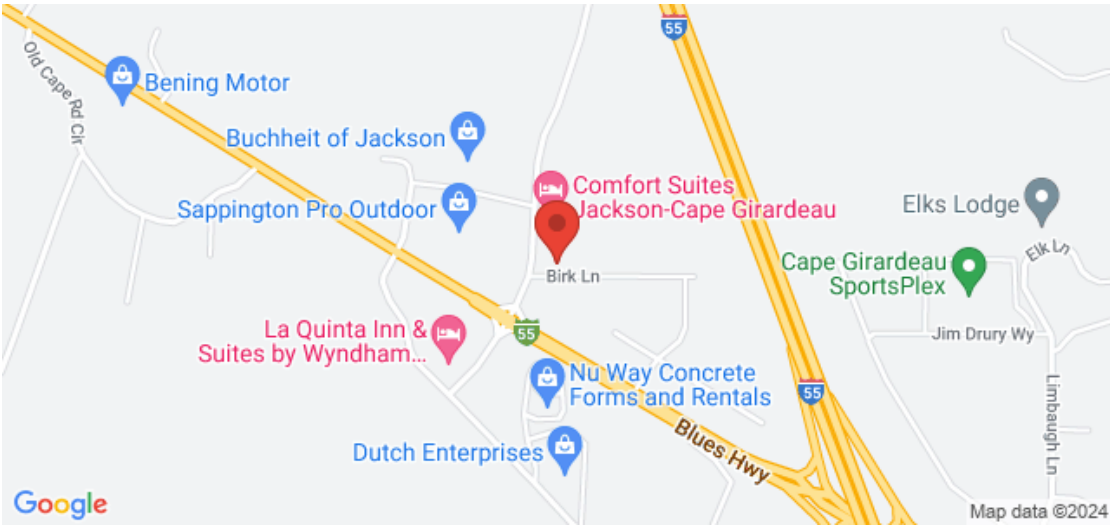 55
Old Cape Rd Cir
Bening Motor
Buchheit of Jackson
Comfort Suites
Jackson-Cape Girardeau
Sappington Pro Outdoor
Elks Lodge
Elk Ln
Cape Girardeau
SportsPlex
Birk Ln
La Quinta Inn &
Suites by Wyndham...
55
Jim Drury Wy
Nu Way Concrete
Forms and Rentals
55
Limbaugh Ln
Blues Hwy
Dutch Enterprises
Google
Map data ©2024